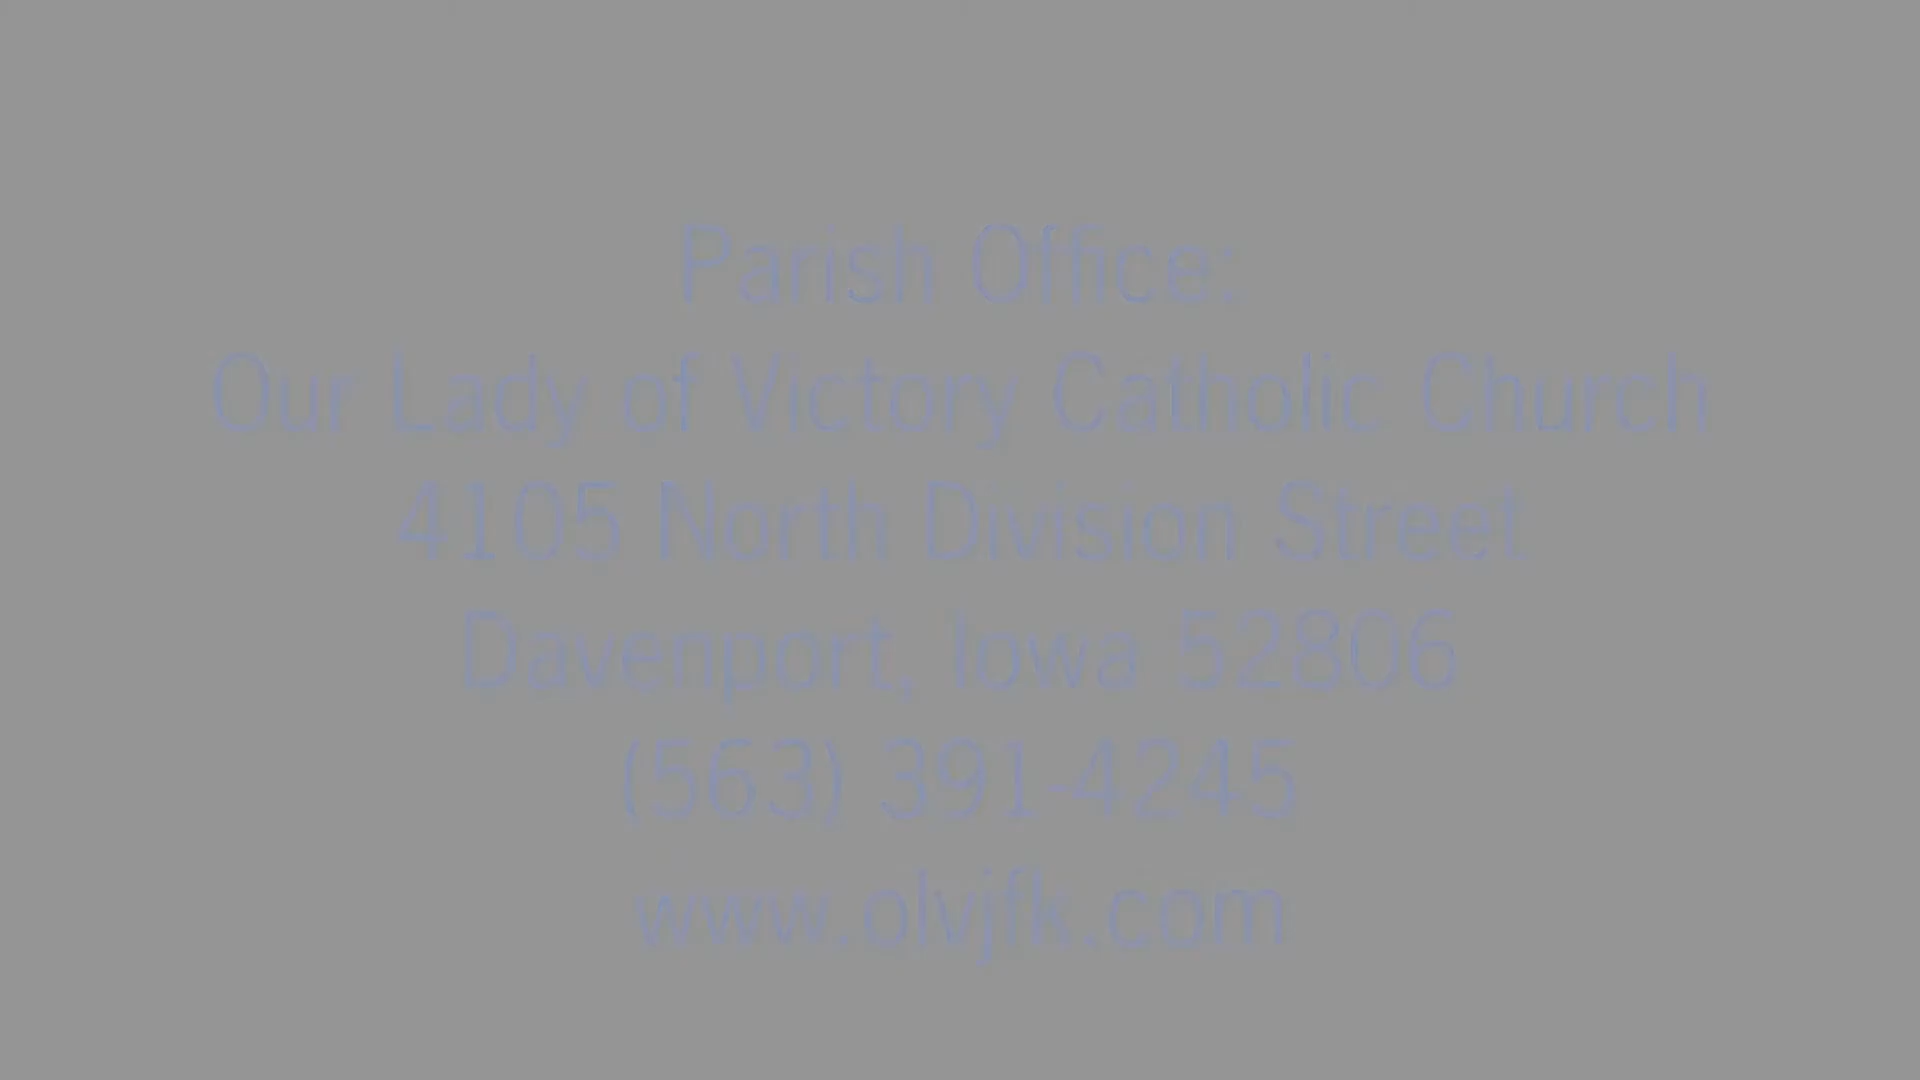 Parish Office:
Our Lady of Victory Catholic Church
4105 North Division Street
Davenport, Iowa 52806
(563) 391-4245
www.olvjfk.com